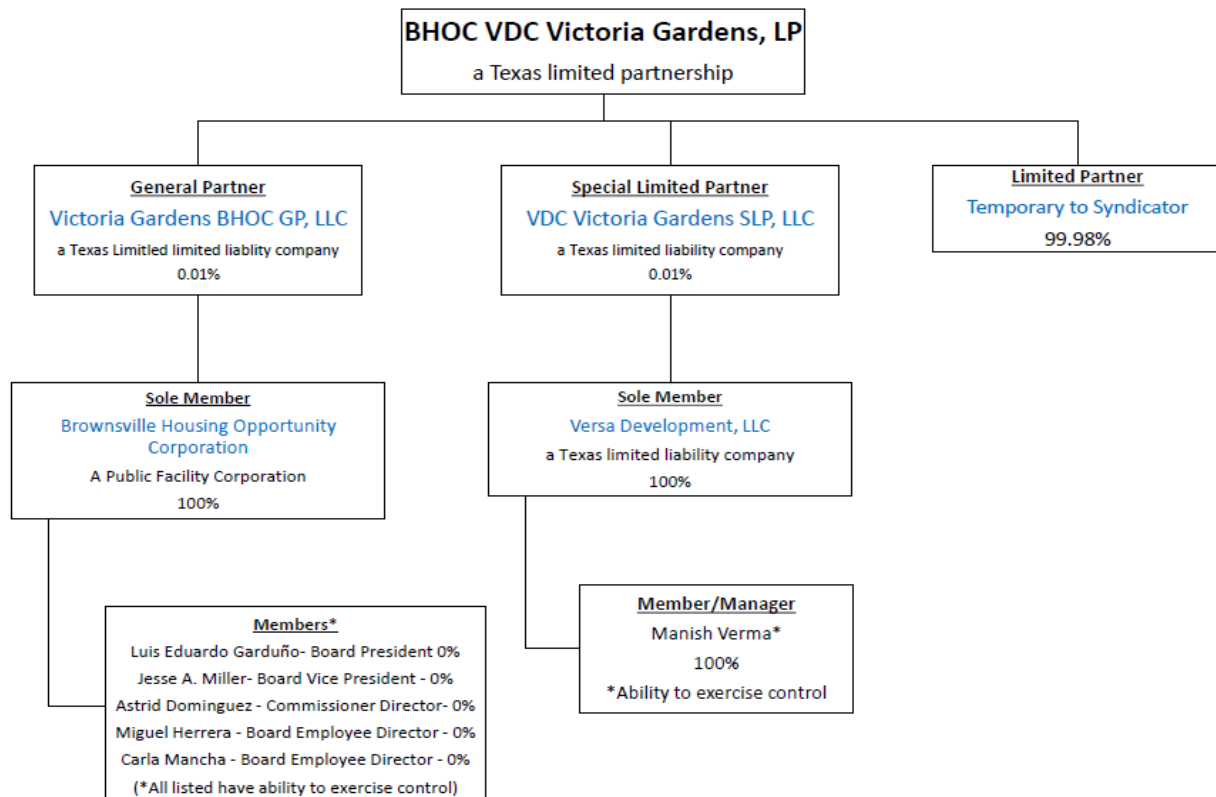 BHOC VDC Victoria Gardens, LP
a Texas limited partnership
General Partner
Victoria Gardens BHOC GP, LLC
a Texas Limitled limited liablity company
0.01%
Special Limited Partner
VDC Victoria Gardens SLP, LLC
a Texas limited liability company
0.01%
Limited Partner
Temporary to Syndicator
99.98%
Sole Member
Brownsville Housing Opportunity
Corporation
A Public Facility Corporation
100%
Sole Member
Versa Development, LLC
a Texas limited liability company
100%
Members*
Luis Eduardo Garduño- Board President 0%
Jesse A. Miller- Board Vice President - 0%
Astrid Dominguez - Commissioner Director- 0%
Miguel Herrera - Board Employee Director - 0%
Carla Mancha - Board Employee Director - 0%
(*All listed have ability to exercise control)
Member/Manager
Manish Verma*
100%
*Ability to exercise control